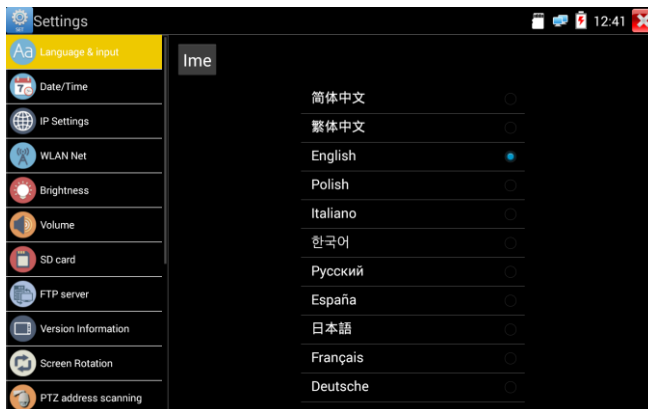 Settings
12:41
Language & input
Date/Time
IP Settings
WLAN Net
Brightness
Volume
SD card
FTP server
Version Information
Screen Rotation
PTZ address scanning
Ime
简体中文
繁体中文
English
Polish
Italiano
한국어
Русский
España
日本語
Français
Deutsche